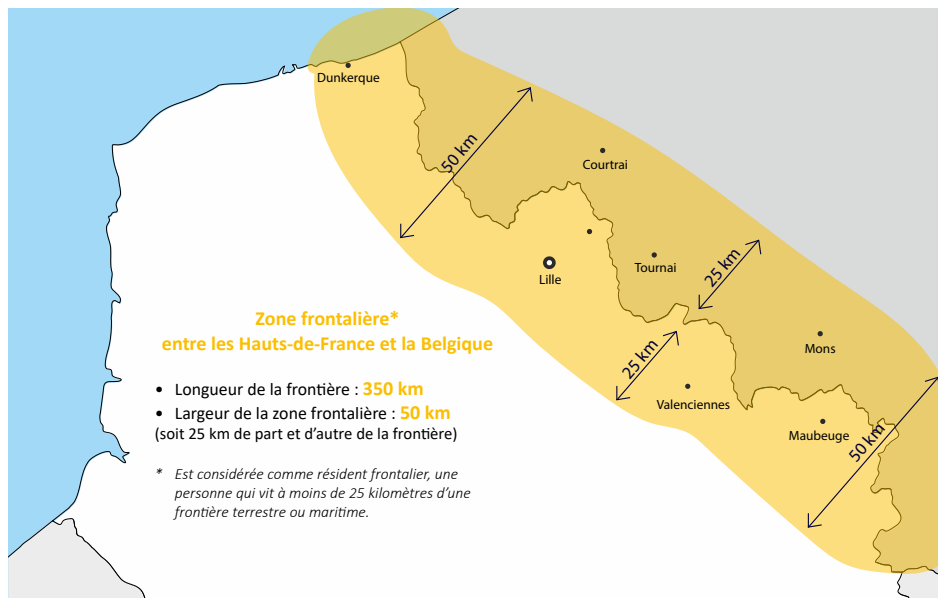 Dunkerque
50 km
Courtrai
Lille
Tournai
25 km
Zone frontalière*
entre les Hauts-de-France et la Belgique
25 km
Mons
• Longueur de la frontière : 350 km
• Largeur de la zone frontalière : 50 km
(soit 25 km de part et d'autre de la frontière)
Valenciennes
Maubeuge
50 km
* Est considérée comme résident frontalier, une
personne qui vit à moins de 25 kilomètres d'une
frontière terrestre ou maritime.